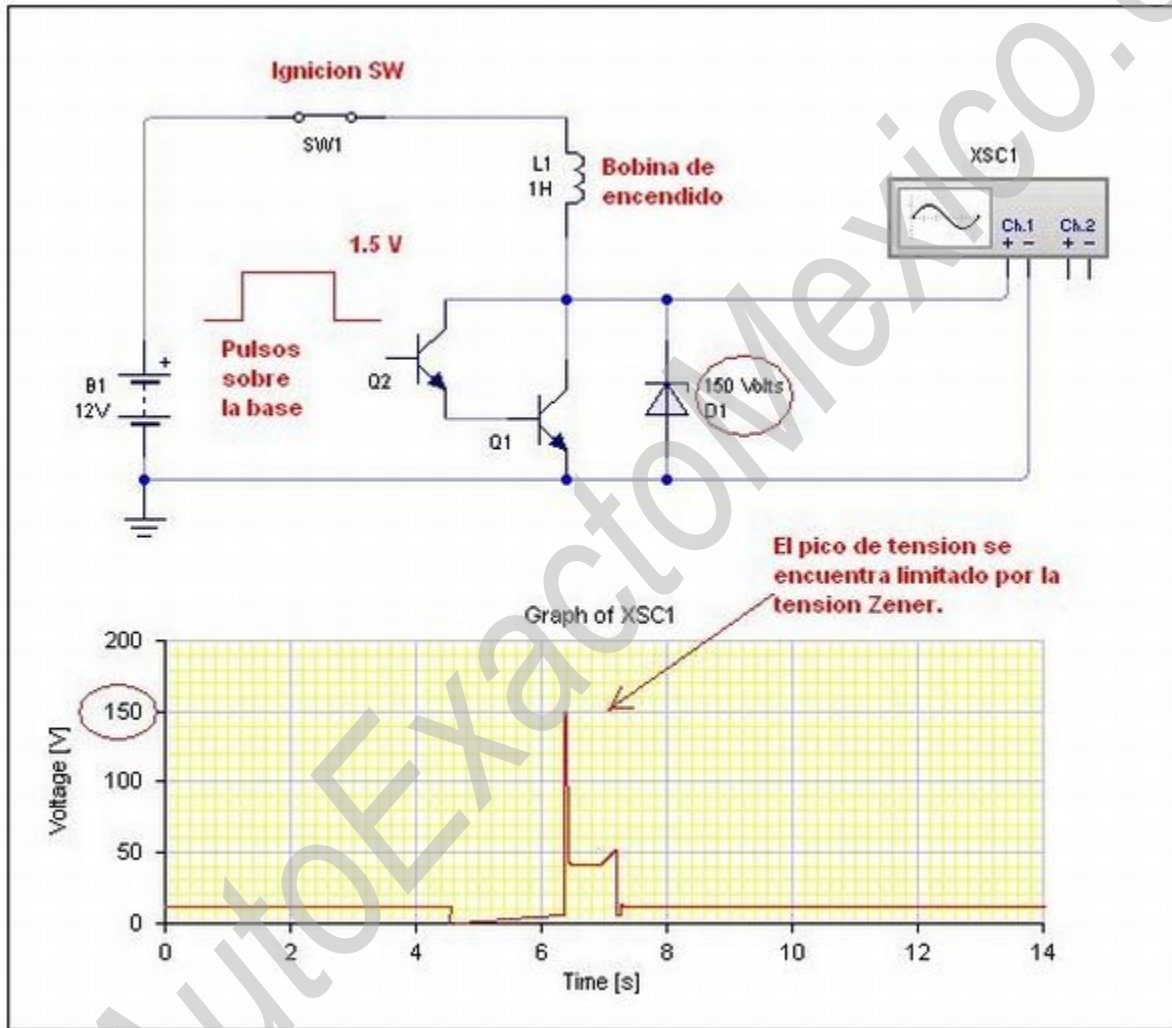 Ignicion SW
SW1
L1
1H
Bobina de
encendido
XSC1
Ch.1 Ch.2
+ - + -
1.5 V
Pulsos
sobre
la base
B1
12V
+
Q2
Q1
150 Volts
D1
El pico de tension se
encuentra limitado por la
tension Zener.
Graph of XSC1
Voltage [V]
200
150
100
50
0
0 2 4 6 8 10 12 14
Time [s]
AutoExactoMexico.c